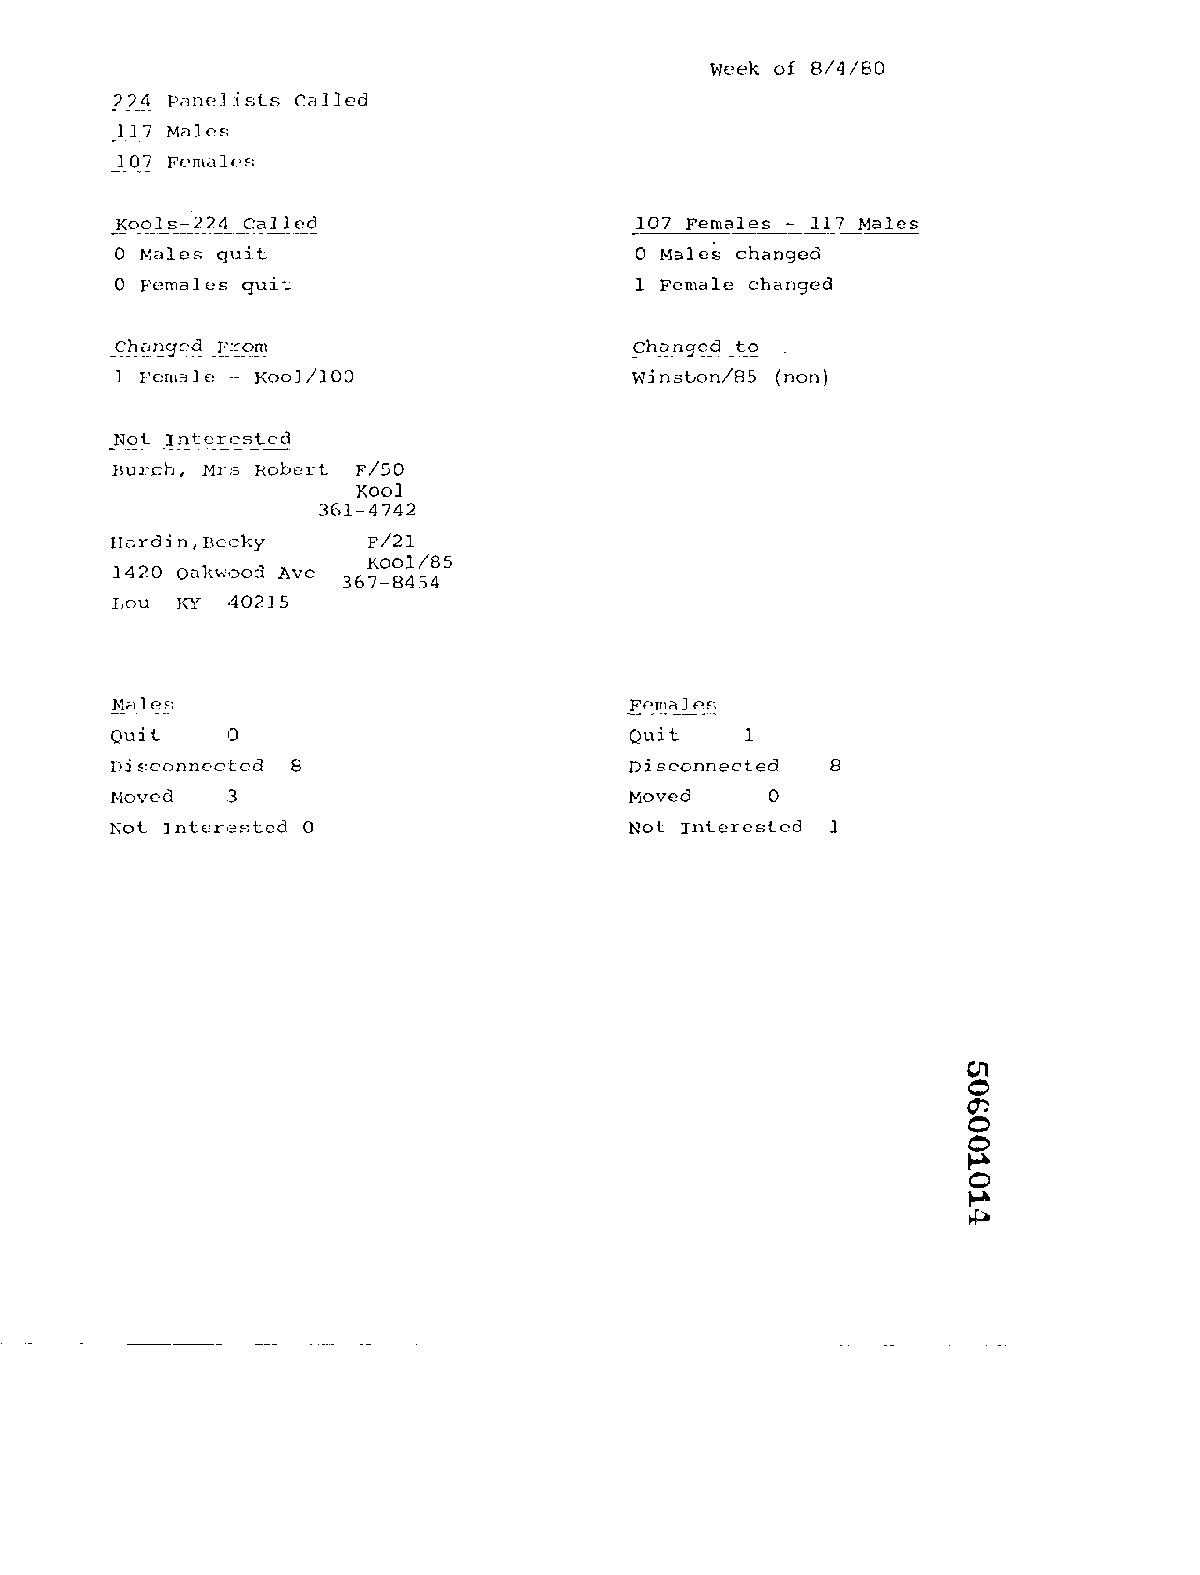 Week of 8/4/80
224 Panelists Called
117 Males
107 Females
Kools-224 Called
107 Females - 117 Males
0 Males quit
0 Males changed
0 Females quit
1 Female changed
Changed From
Changed to
1 Female - Kool/100
Winston/85 (non)
Not Interested
Burch, Mrs Robert F/50
Kool
361-4742
Hardin,Becky F/21
Kool/85
1420 Oakwood Ave
367-8454
Lou KY 40215
Males
Females
Quit 0
Quit 1
Disconnected 8
Disconnected 8
Moved 3
Moved 0
Not Interested 0
Not Interested 1
506001014